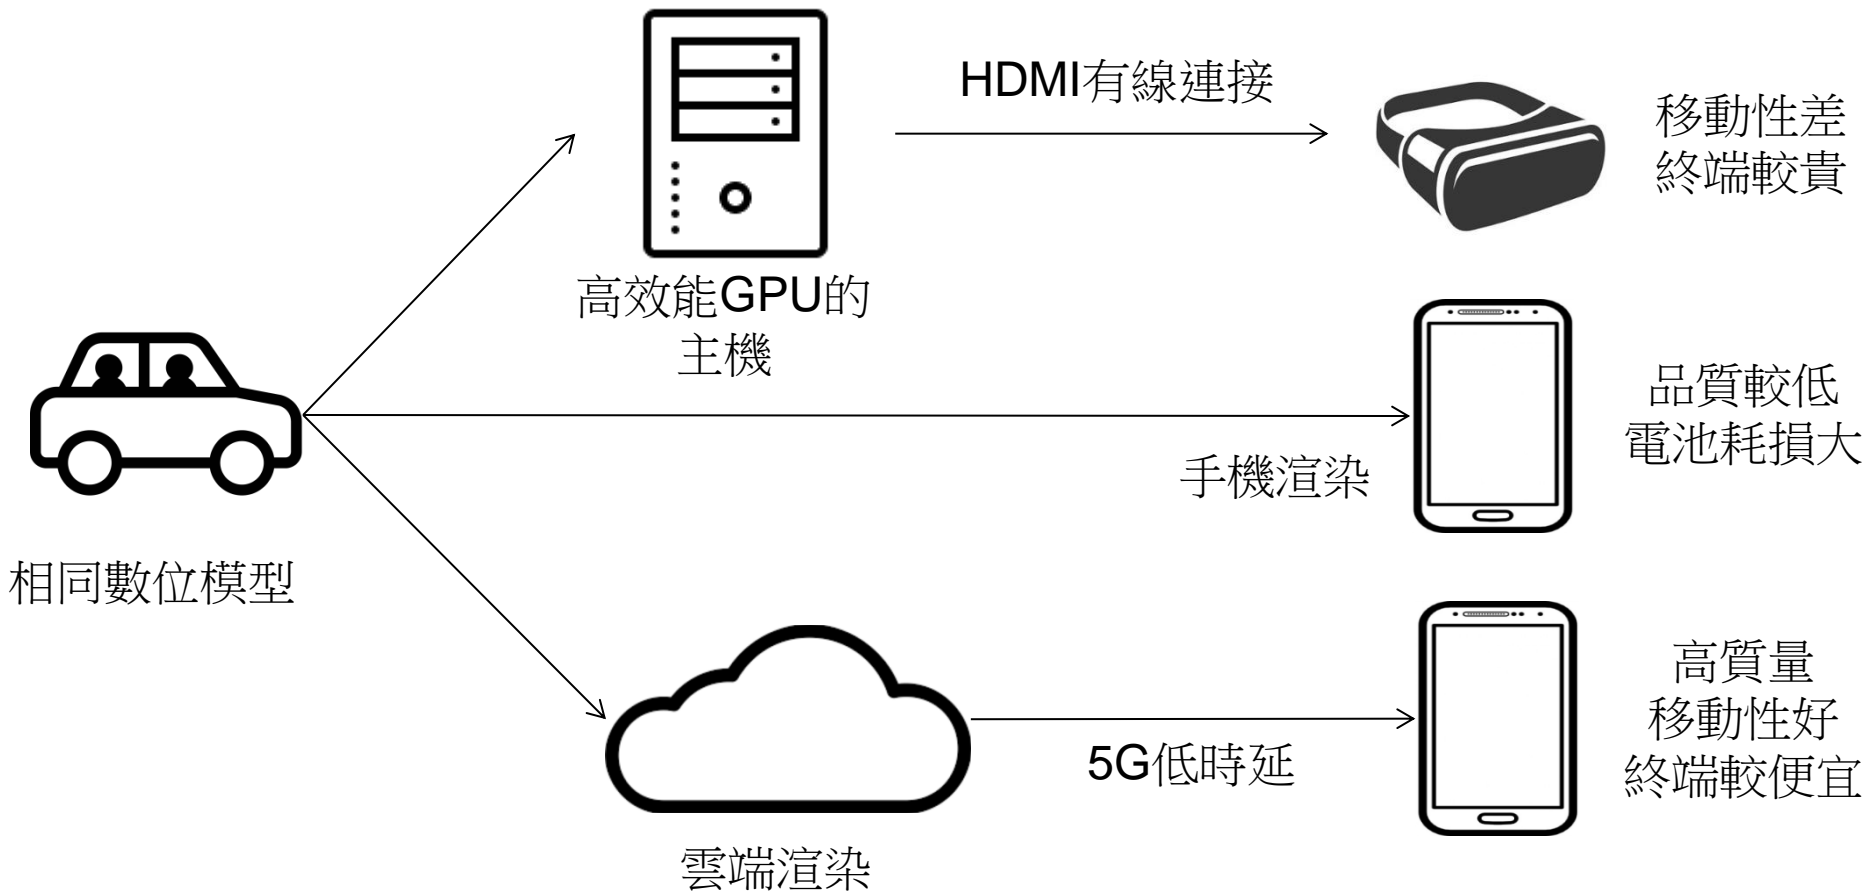 HDMI有線連接
移動性差
終端較貴
高效能GPU的
主機
品質較低
電池耗損大
手機渲染
相同數位模型
高質量
移動性好
終端較便宜
5G低時延
雲端渲染